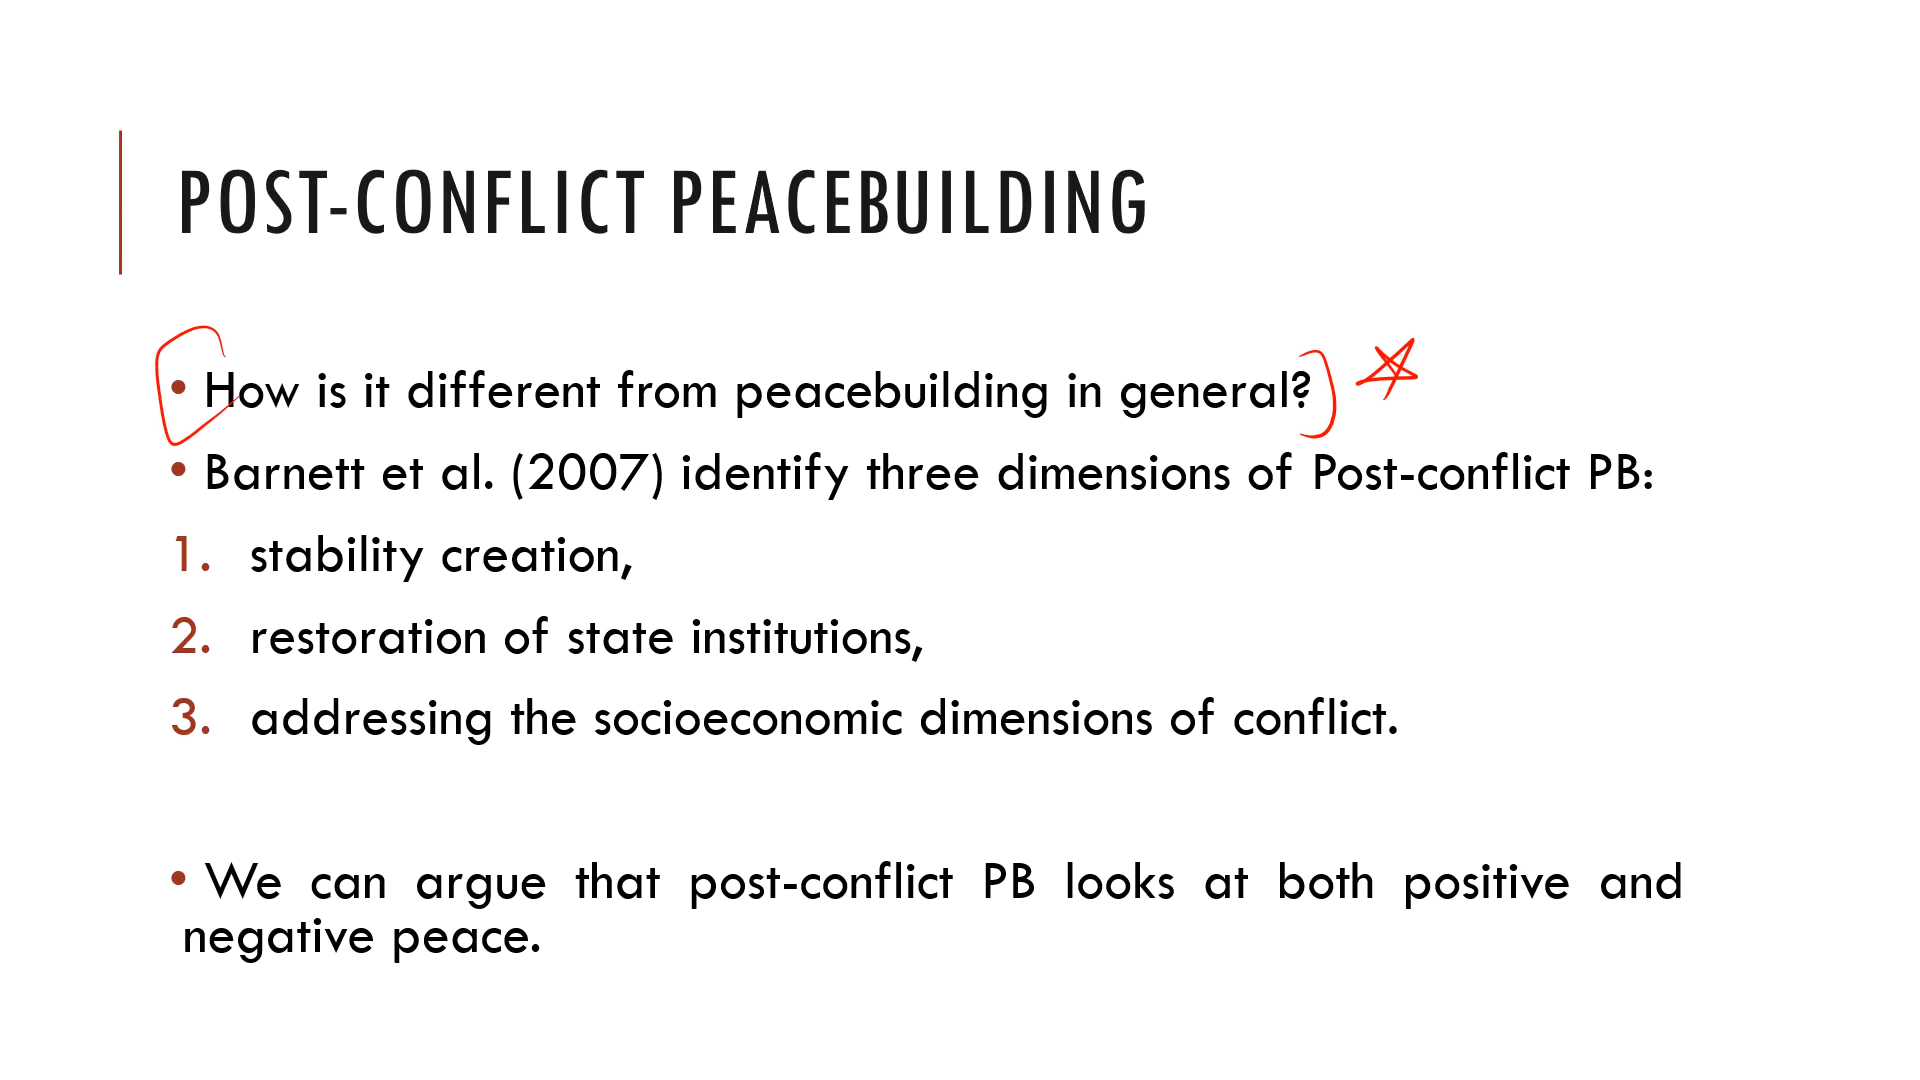 POST-CONFLICT PEACEBUILDING
• How is it different from peacebuilding in general?
• Barnett et al. (2007) identify three dimensions of Post-conflict PB:
1. stability creation,
2. restoration of state institutions,
3. addressing the socioeconomic dimensions of conflict.
• We can argue that post-conflict PB looks at both positive and
negative peace.